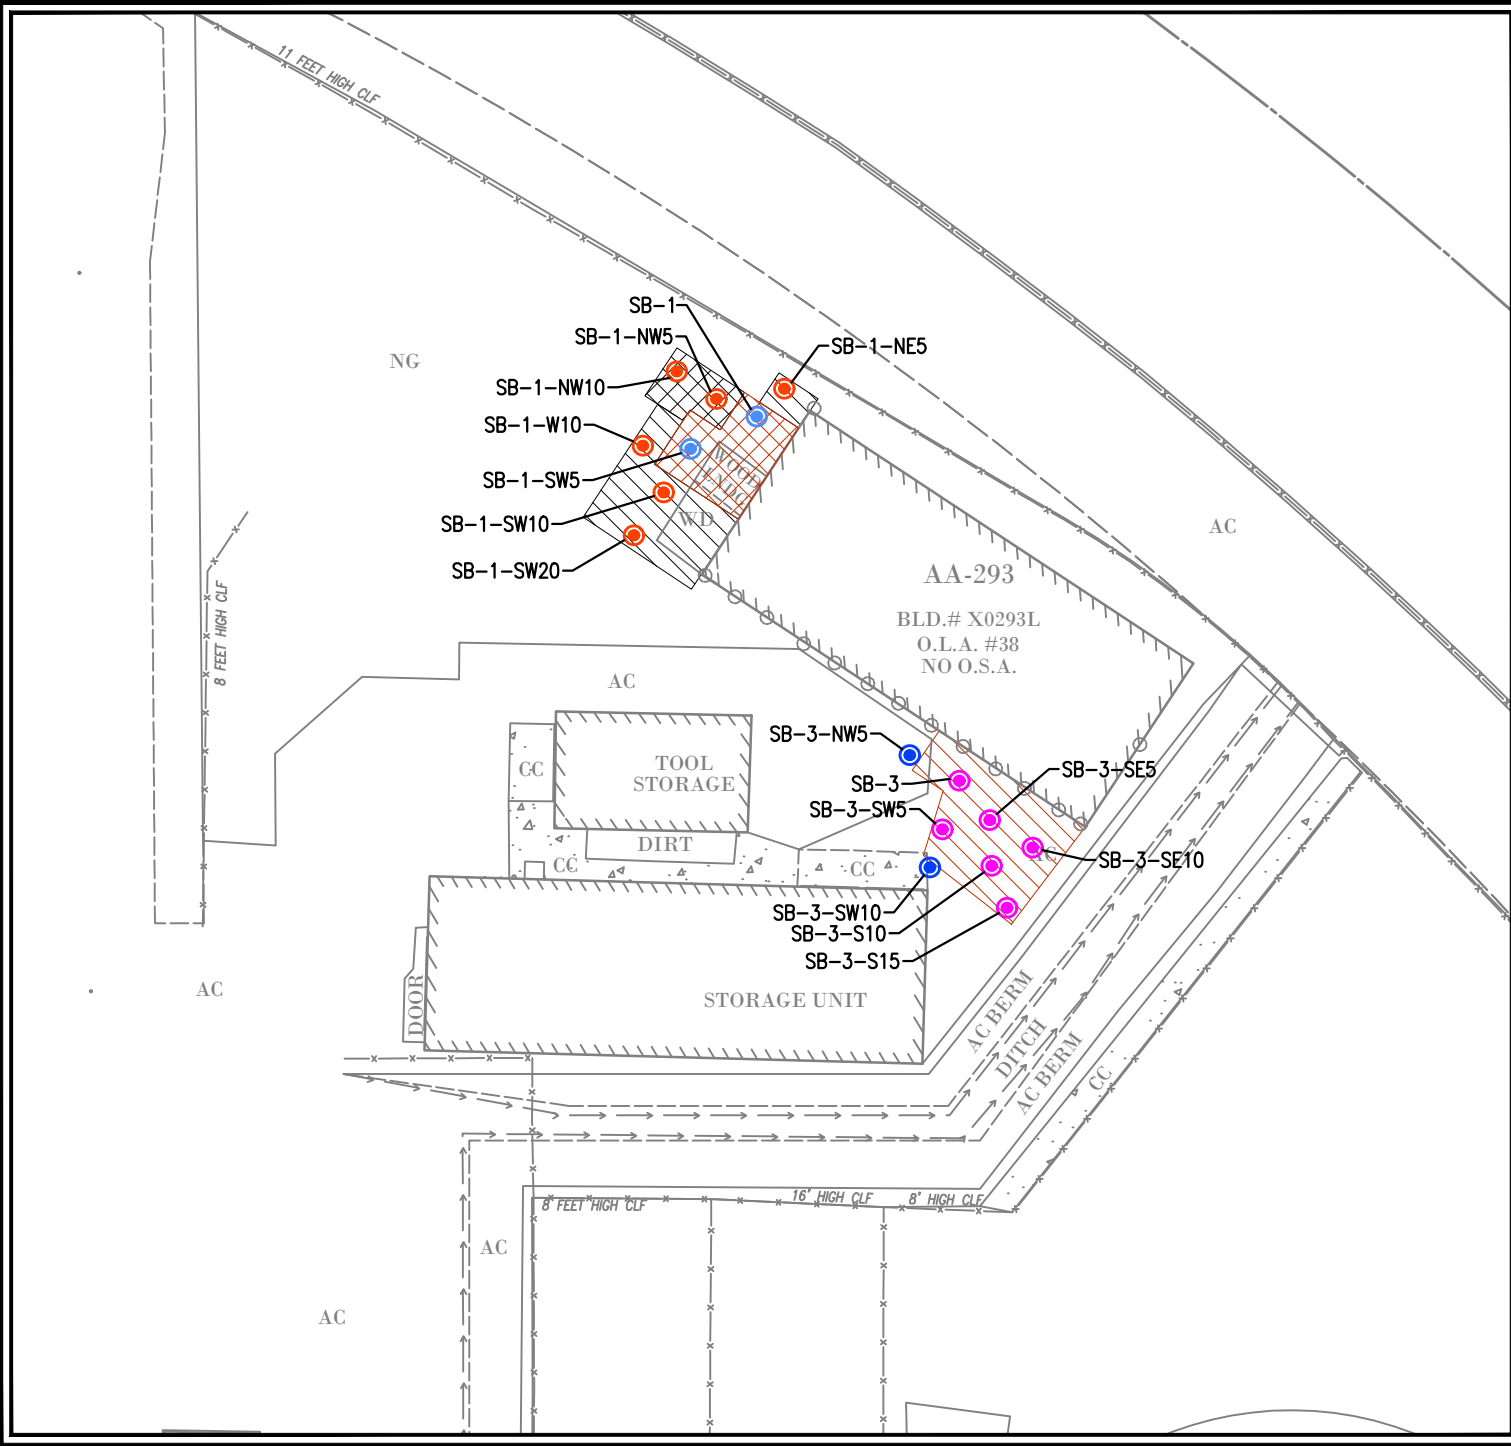 11 FEET HIGH CLF
SB-1
SB-1-NW5
SB-1-NE5
NG
SB-1-NW10
SB-1-W10
WOOD
LNDG
SB-1-SW5
SB-1-SW10
WD
AC
SB-1-SW20
AA-293
8 FEET HIGH CLF
BLD.# X0293L
O.L.A. #38
NO O.S.A.
AC
SB-3-NW5
TOOL
STORAGE
CC
SB-3
SB-3-SE5
SB-3-SW5
DIRT
CC
CC
AC
SB-3-SE10
SB-3-SW10
SB-3-S10
SB-3-S15
AC
DOOR
STORAGE UNIT
AC BERM
DITCH
AC BERM
CC
8 FEET HIGH CLF
16' HIGH CLF
8' HIGH CLF
AC
AC